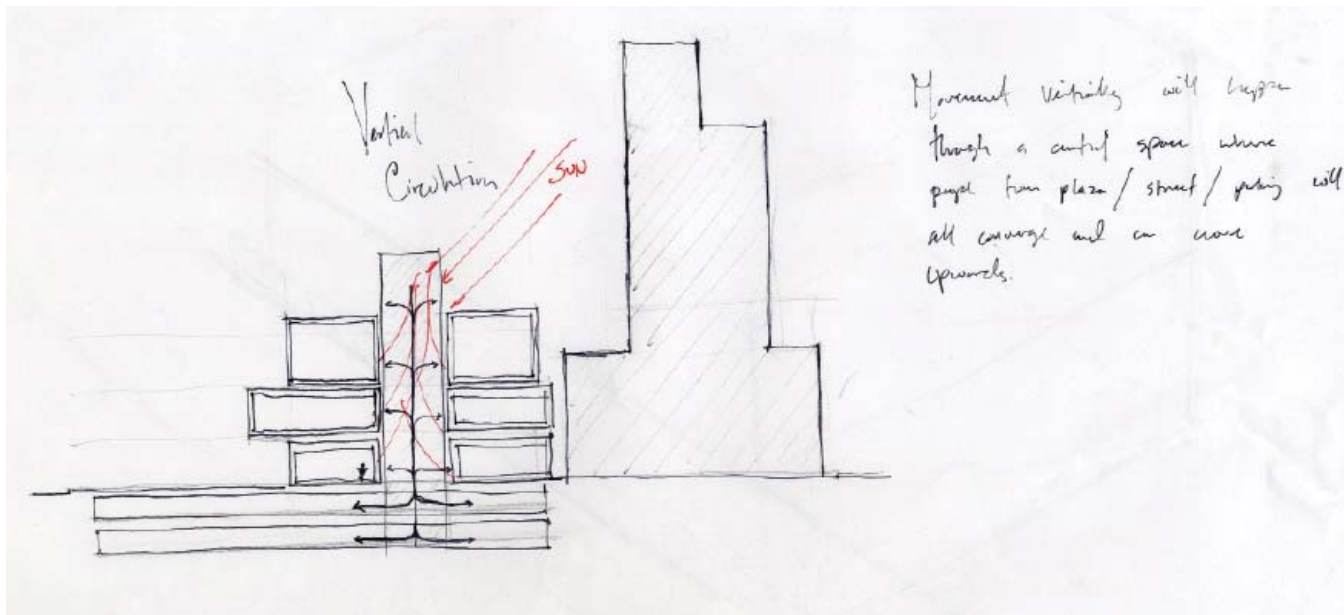 Vertical
Circulation
SUN
Movement vertically will happen
through a central space where
people from plaza / street / parking will
all converge and can move
upwards.